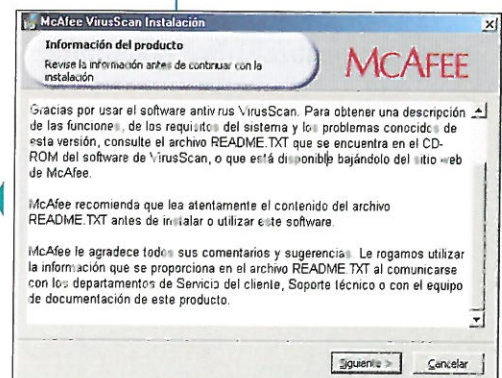 McAfee VirusScan Instalación
Información del producto
Revise la información antes de continuar con la
instalación
McAFEE
Gracias por usar el software antivirus VirusScan. Para obtener una descripción
de las funciones, de los requisitos del sistema y los problemas conocidos de
esta versión, consulte el archivo README.TXT que se encuentra en el CD-
ROM del software de VirusScan, o que está disponible bajándolo del sitio web
de McAfee.
McAfee recomienda que lea atentamente el contenido del archivo
README.TXT antes de instalar o utilizar este software.
McAfee le agradece todos sus comentarios y sugerencias. Le rogamos utilizar
la información que se proporciona en el archivo README.TXT al comunicarse
con los departamentos de Servicio del cliente, Soporte técnico o con el equipo
de documentación de este producto.
Siguiente > Cancelar